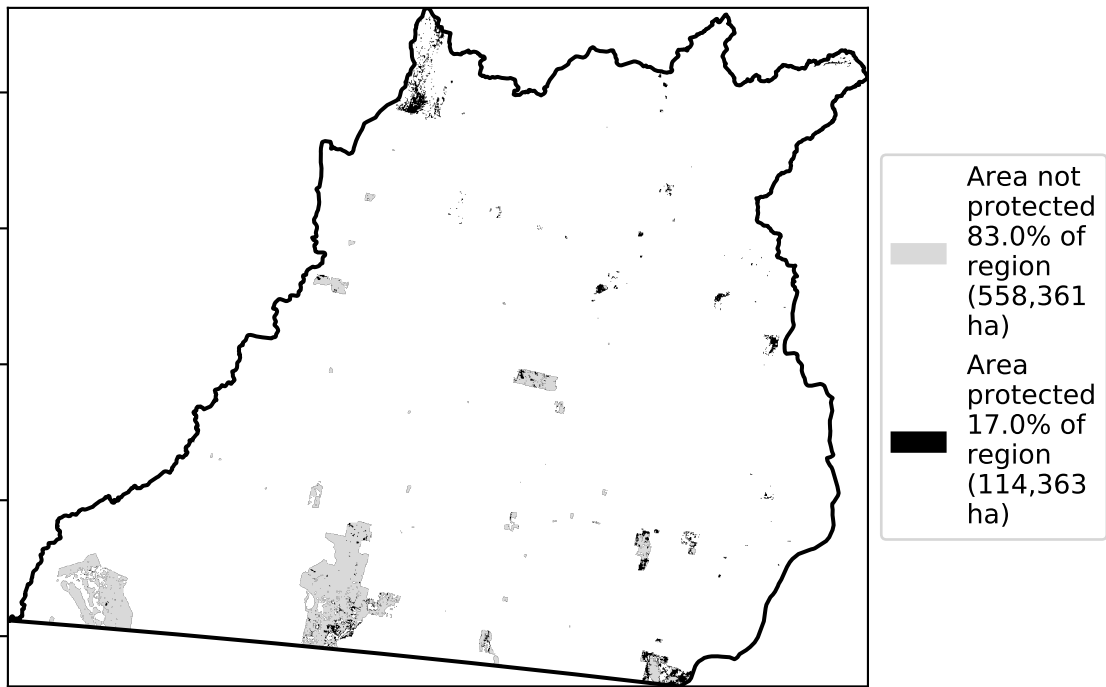 Area not
protected
83.0% of
region
(558,361
ha)
Area
protected
17.0% of
region
(114,363
ha)